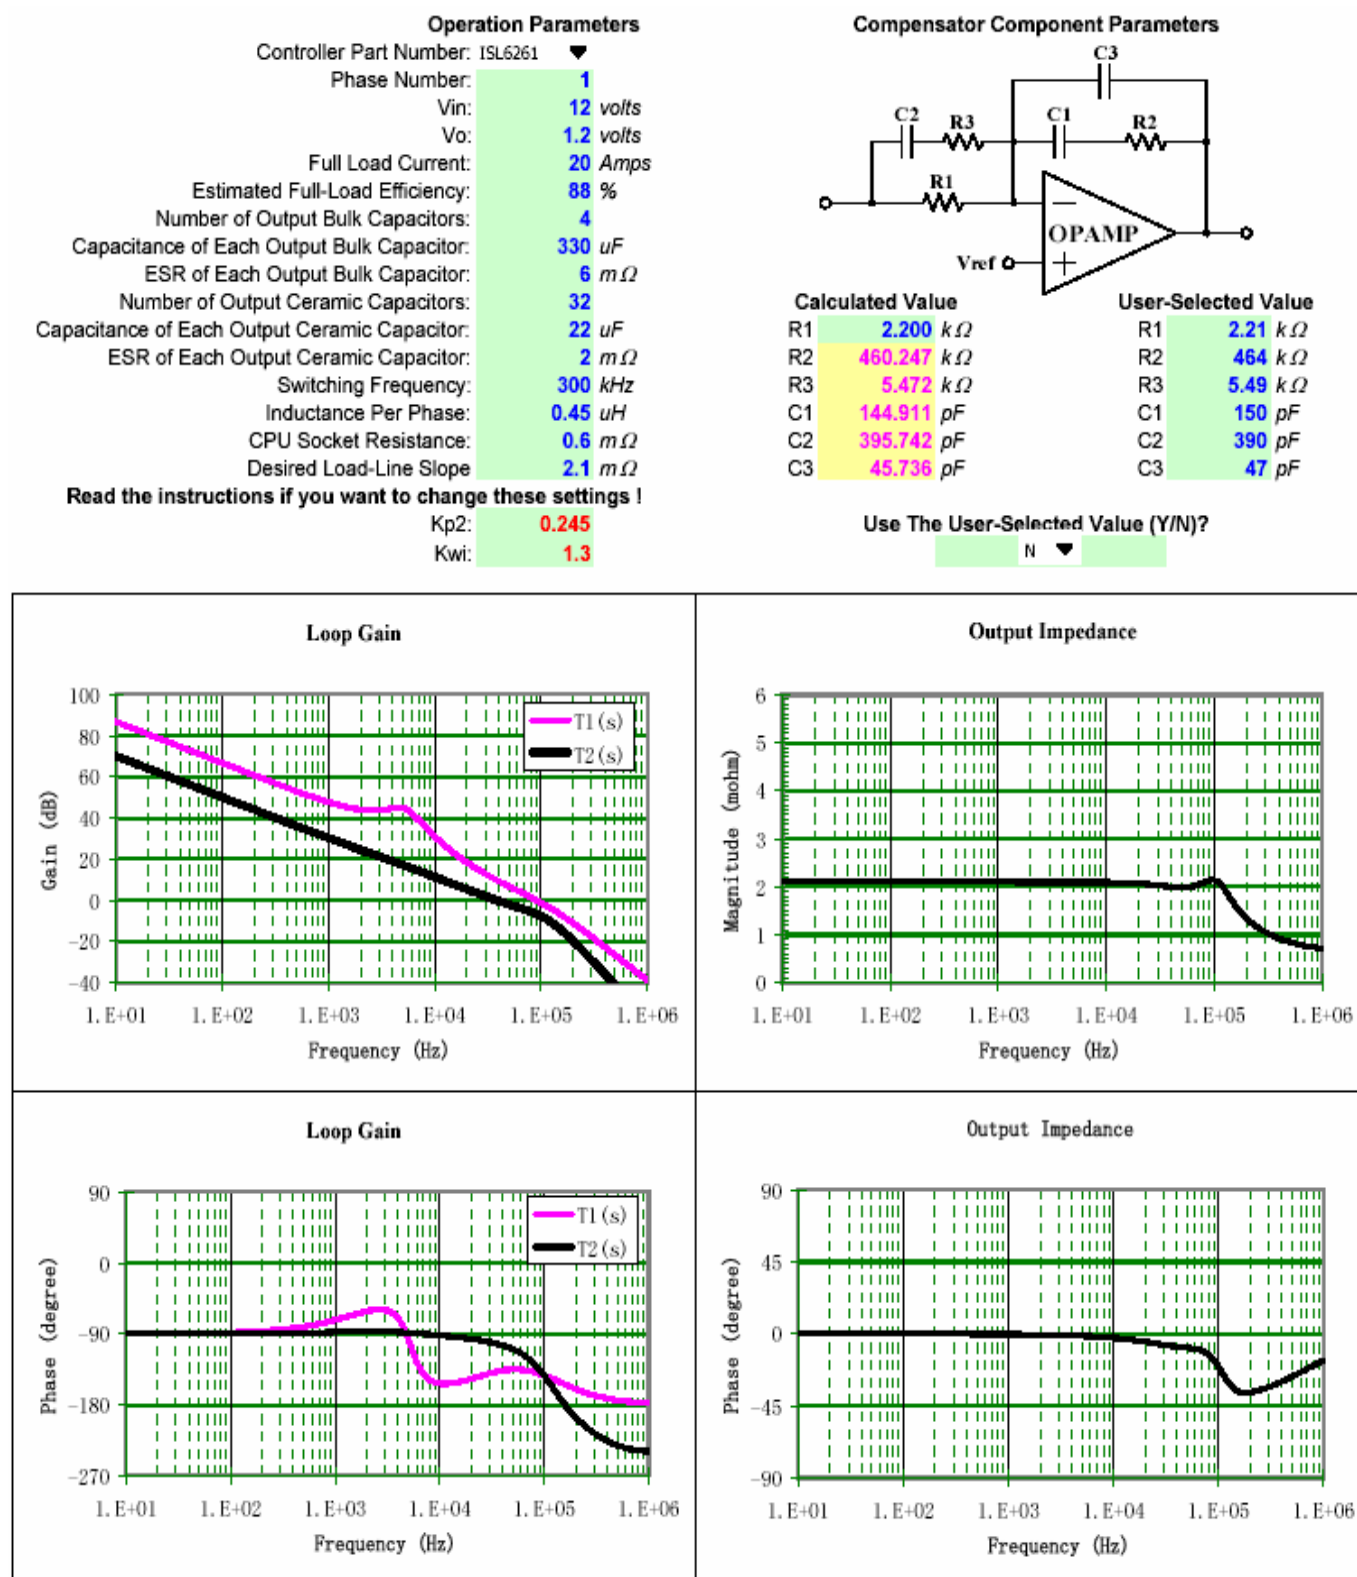 Operation Parameters
Controller Part Number: ISL6261
Phase Number: 1
Vin: 12 volts
Vo: 1.2 volts
Full Load Current: 20 Amps
Estimated Full-Load Efficiency: 88 %
Number of Output Bulk Capacitors: 4
Capacitance of Each Output Bulk Capacitor: 330 uF
ESR of Each Output Bulk Capacitor: 6 mΩ
Number of Output Ceramic Capacitors: 32
Capacitance of Each Output Ceramic Capacitor: 22 uF
ESR of Each Output Ceramic Capacitor: 2 mΩ
Switching Frequency: 300 kHz
Inductance Per Phase: 0.45 uH
CPU Socket Resistance: 0.6 mΩ
Desired Load-Line Slope 2.1 mΩ
Read the instructions if you want to change these settings !
Kp2: 0.245
Kwi: 1.3
Compensator Component Parameters
C3
C2 R3 C1 R2
R1
OPAMP
Vref
Calculated Value
R1 2.200 kΩ
R2 460.247 kΩ
R3 5.472 kΩ
C1 144.911 pF
C2 395.742 pF
C3 45.736 pF
User-Selected Value
R1 2.21 kΩ
R2 464 kΩ
R3 5.49 kΩ
C1 150 pF
C2 390 pF
C3 47 pF
Use The User-Selected Value (Y/N)?
N
Loop Gain
Gain (dB)
100
80
60
40
20
0
-20
-40
T1(s)
T2(s)
1.E+01 1.E+02 1.E+03 1.E+04 1.E+05 1.E+06
Frequency (Hz)
Output Impedance
Magnitude (mohm)
6
5
4
3
2
1
0
1.E+01 1.E+02 1.E+03 1.E+04 1.E+05 1.E+06
Frequency (Hz)
Loop Gain
Phase (degree)
90
0
-90
-180
-270
T1(s)
T2(s)
1.E+01 1.E+02 1.E+03 1.E+04 1.E+05 1.E+06
Frequency (Hz)
Output Impedance
Phase (degree)
90
45
0
-45
-90
1.E+01 1.E+02 1.E+03 1.E+04 1.E+05 1.E+06
Frequency (Hz)